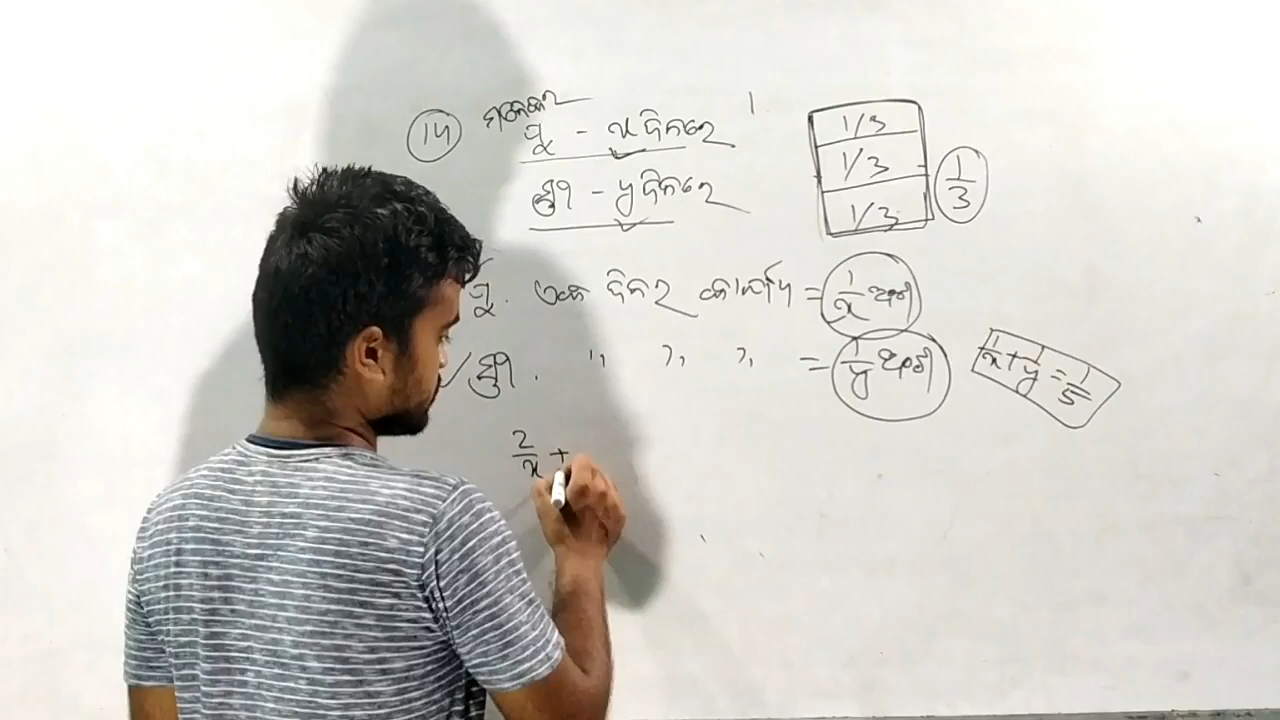 14 ମନେକର
ପୁ - x ଦିନରେ
ଶୁଅ - y ଦିନରେ
1/3
1/3
1/3
1/3
ପୁ. ଏକ ଦିନର କାର୍ଯ୍ୟ = 1/x ଅଂଶ
✓ ଶୁଅ. ,, ,, ,, = 1/y ଅଂଶ
1/x + 1/y = 1/5
2/x +